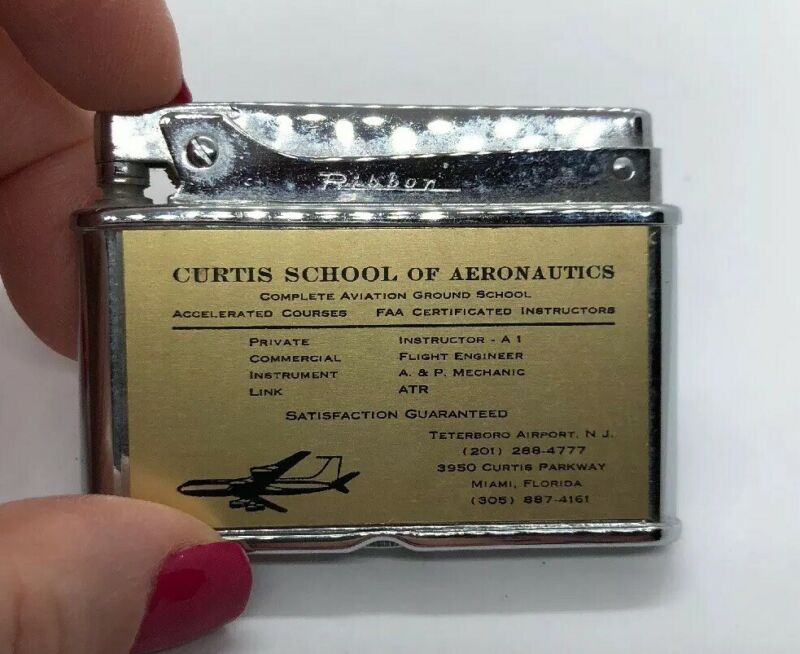 Ribbon
CURTIS SCHOOL OF AERONAUTICS
COMPLETE AVIATION GROUND SCHOOL
ACCELERATED COURSES FAA CERTIFICATED INSTRUCTORS
PRIVATE INSTRUCTOR - A I
COMMERCIAL FLIGHT ENGINEER
INSTRUMENT A. & P. MECHANIC
LINK ATR
SATISFACTION GUARANTEED
TETERBORO AIRPORT, N J.
(201) 288-4777
3950 CURTIS PARKWAY
MIAMI, FLORIDA
(305) 887-4161